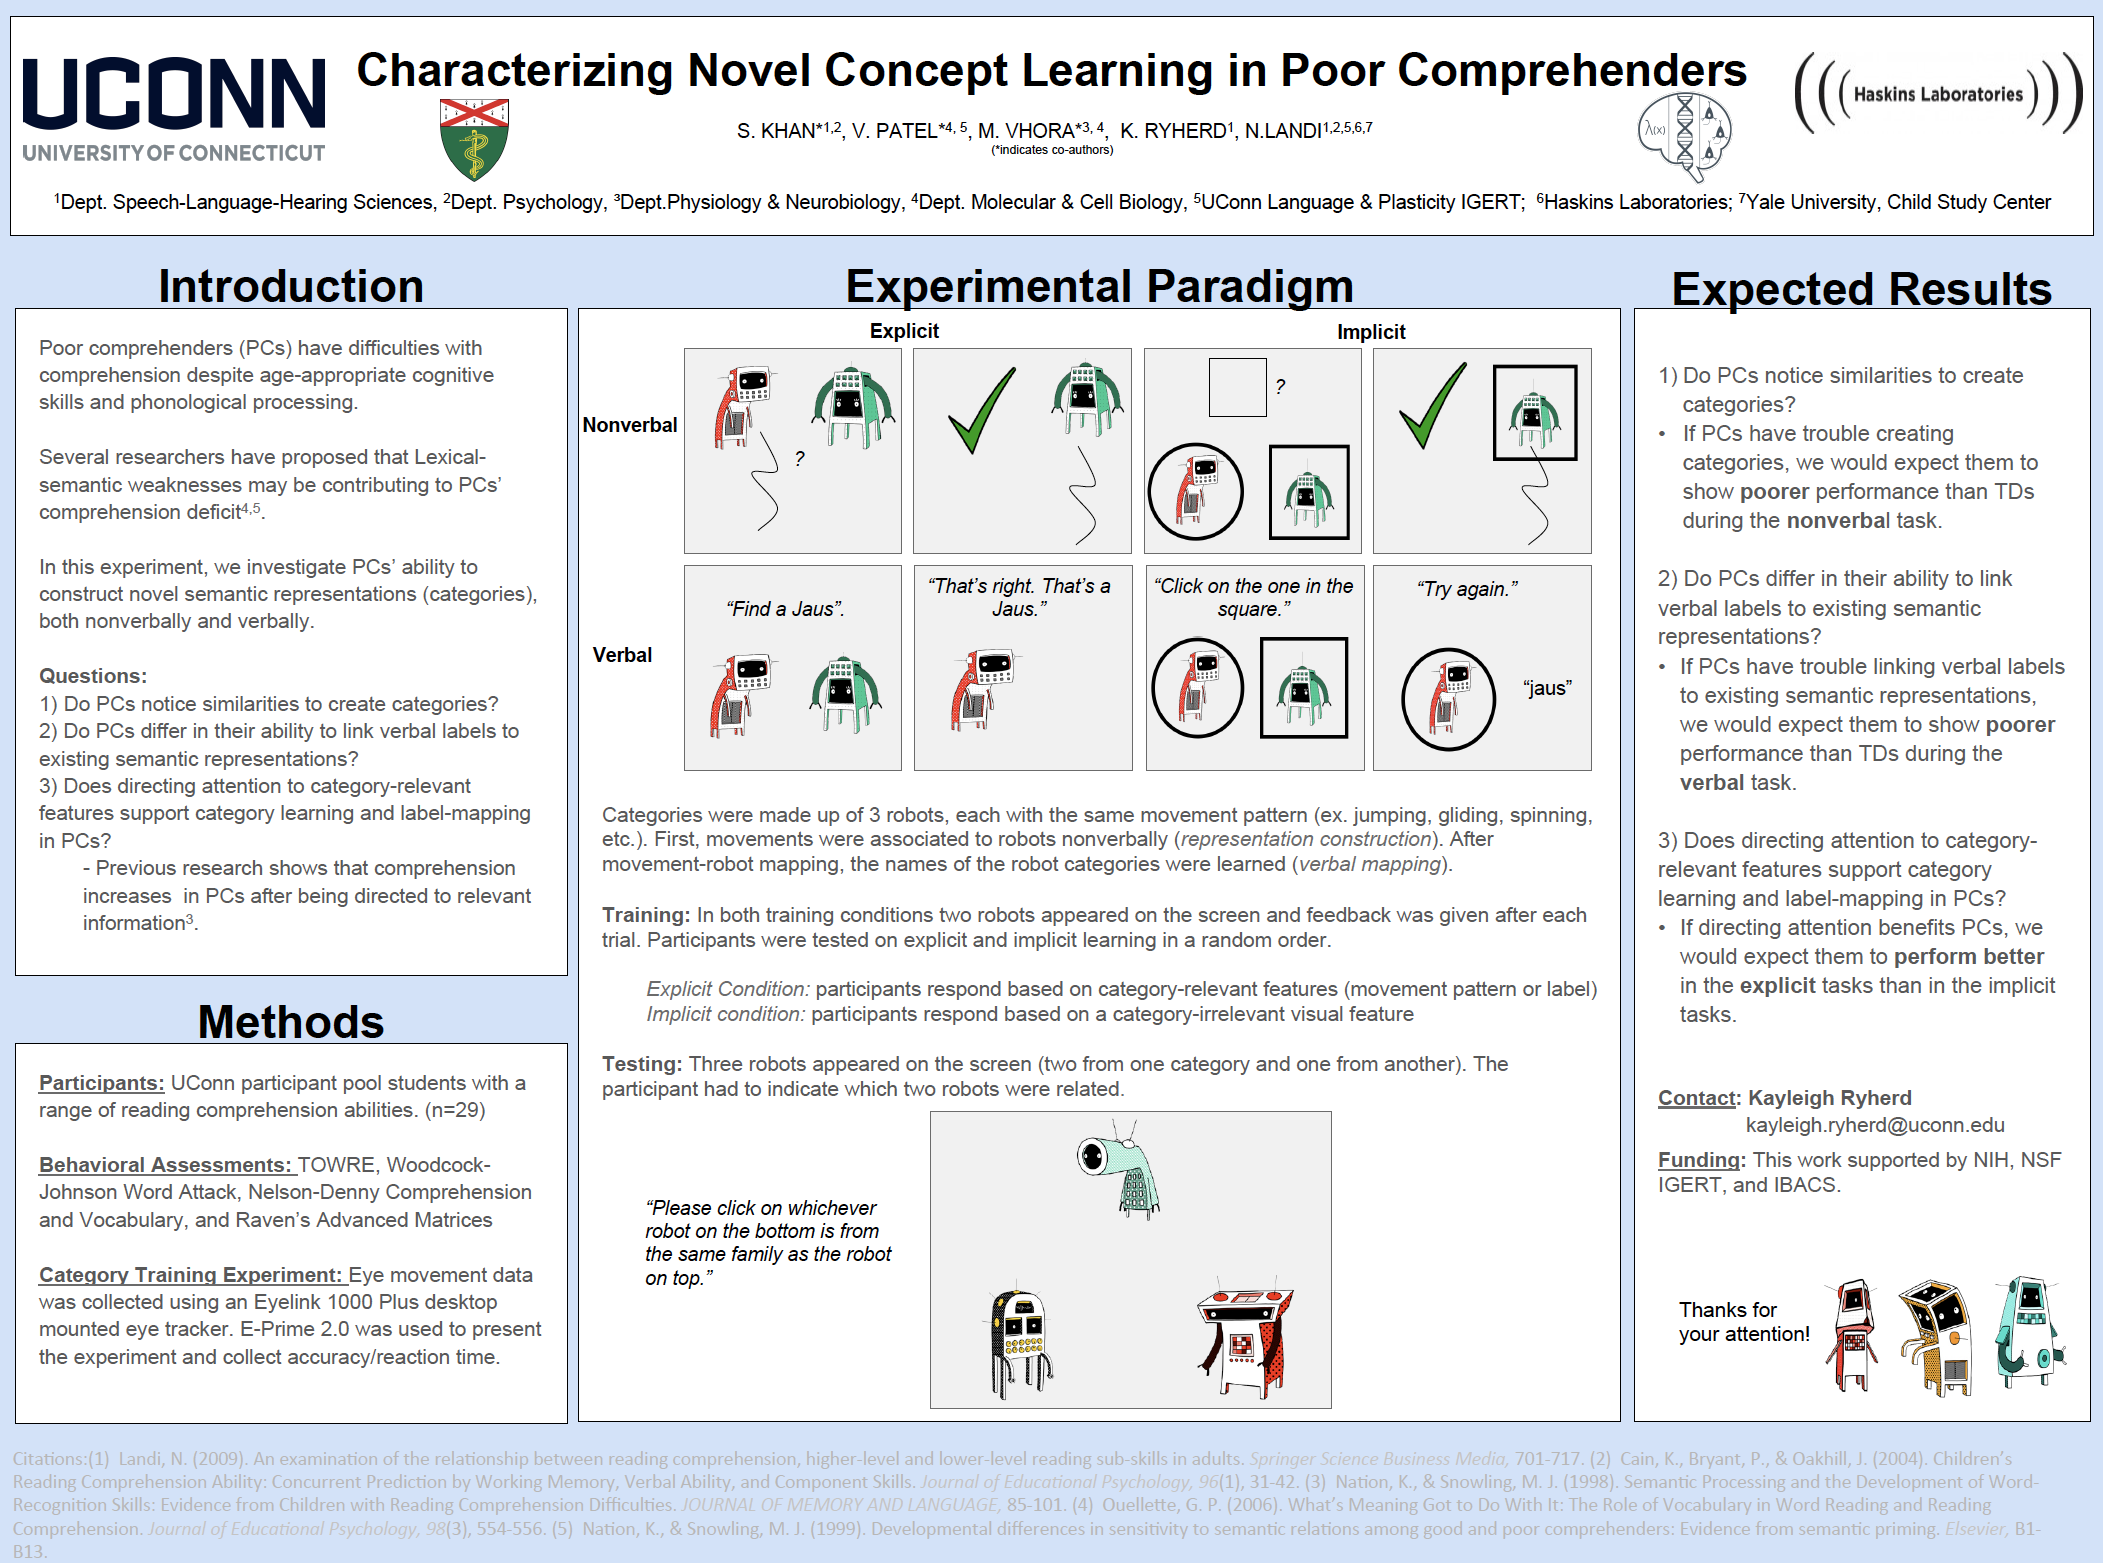 UCONN
UNIVERSITY OF CONNECTICUT
Characterizing Novel Concept Learning in Poor Comprehenders
S. KHAN*1,2, V. PATEL*4, 5, M. VHORA*3, 4, K. RYHERD1, N.LANDI1,2,5,6,7
(*indicates co-authors)
λ(x)
Haskins Laboratories
1Dept. Speech-Language-Hearing Sciences, 2Dept. Psychology, 3Dept.Physiology & Neurobiology, 4Dept. Molecular & Cell Biology, 5UConn Language & Plasticity IGERT; 6Haskins Laboratories; 7Yale University, Child Study Center
Introduction
Poor comprehenders (PCs) have difficulties with
comprehension despite age-appropriate cognitive
skills and phonological processing.
Several researchers have proposed that Lexical-
semantic weaknesses may be contributing to PCs’
comprehension deficit4,5.
In this experiment, we investigate PCs’ ability to
construct novel semantic representations (categories),
both nonverbally and verbally.
Questions:
1) Do PCs notice similarities to create categories?
2) Do PCs differ in their ability to link verbal labels to
existing semantic representations?
3) Does directing attention to category-relevant
features support category learning and label-mapping
in PCs?
- Previous research shows that comprehension
increases in PCs after being directed to relevant
information3.
Methods
Participants: UConn participant pool students with a
range of reading comprehension abilities. (n=29)
Behavioral Assessments: TOWRE, Woodcock-
Johnson Word Attack, Nelson-Denny Comprehension
and Vocabulary, and Raven’s Advanced Matrices
Category Training Experiment: Eye movement data
was collected using an Eyelink 1000 Plus desktop
mounted eye tracker. E-Prime 2.0 was used to present
the experiment and collect accuracy/reaction time.
Experimental Paradigm
Explicit
Implicit
Nonverbal
?
?
Verbal
“Find a Jaus”.
“That’s right. That’s a
Jaus.”
“Click on the one in the
square.”
“Try again.”
“jaus”
Categories were made up of 3 robots, each with the same movement pattern (ex. jumping, gliding, spinning,
etc.). First, movements were associated to robots nonverbally (representation construction). After
movement-robot mapping, the names of the robot categories were learned (verbal mapping).
Training: In both training conditions two robots appeared on the screen and feedback was given after each
trial. Participants were tested on explicit and implicit learning in a random order.
Explicit Condition: participants respond based on category-relevant features (movement pattern or label)
Implicit condition: participants respond based on a category-irrelevant visual feature
Testing: Three robots appeared on the screen (two from one category and one from another). The
participant had to indicate which two robots were related.
“Please click on whichever
robot on the bottom is from
the same family as the robot
on top.”
Expected Results
1) Do PCs notice similarities to create
categories?
• If PCs have trouble creating
categories, we would expect them to
show poorer performance than TDs
during the nonverbal task.
2) Do PCs differ in their ability to link
verbal labels to existing semantic
representations?
• If PCs have trouble linking verbal labels
to existing semantic representations,
we would expect them to show poorer
performance than TDs during the
verbal task.
3) Does directing attention to category-
relevant features support category
learning and label-mapping in PCs?
• If directing attention benefits PCs, we
would expect them to perform better
in the explicit tasks than in the implicit
tasks.
Contact: Kayleigh Ryherd
kayleigh.ryherd@uconn.edu
Funding: This work supported by NIH, NSF
IGERT, and IBACS.
Thanks for
your attention!
Citations:(1) Landi, N. (2009). An examination of the relationship between reading comprehension, higher-level and lower-level reading sub-skills in adults. Springer Science Business Media, 701-717. (2) Cain, K., Bryant, P., & Oakhill, J. (2004). Children’s
Reading Comprehension Ability: Concurrent Prediction by Working Memory, Verbal Ability, and Component Skills. Journal of Educational Psychology, 96(1), 31-42. (3) Nation, K., & Snowling, M. J. (1998). Semantic Processing and the Development of Word-
Recognition Skills: Evidence from Children with Reading Comprehension Difficulties. JOURNAL OF MEMORY AND LANGUAGE, 85-101. (4) Ouellette, G. P. (2006). What’s Meaning Got to Do With It: The Role of Vocabulary in Word Reading and Reading
Comprehension. Journal of Educational Psychology, 98(3), 554-556. (5) Nation, K., & Snowling, M. J. (1999). Developmental differences in sensitivity to semantic relations among good and poor comprehenders: Evidence from semantic priming. Elsevier, B1-
B13.